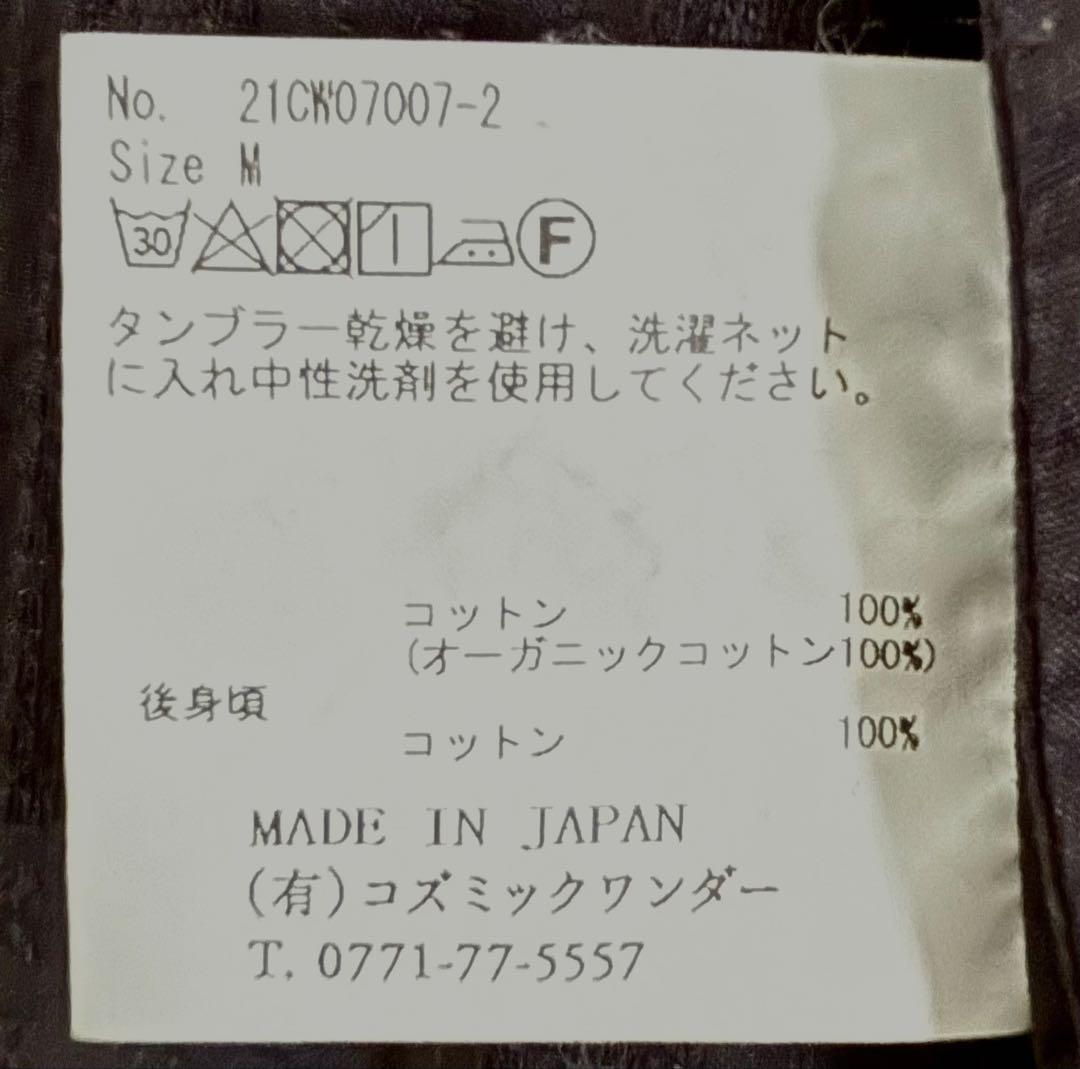 No. 21CW07007-2
Size M
30 F
タンブラー乾燥を避け、洗濯ネット
に入れ中性洗剤を使用してください。
コットン 100%
(オーガニックコットン100%)
後身頃
コットン 100%
MADE IN JAPAN
(有)コズミックワンダー
T. 0771-77-5557